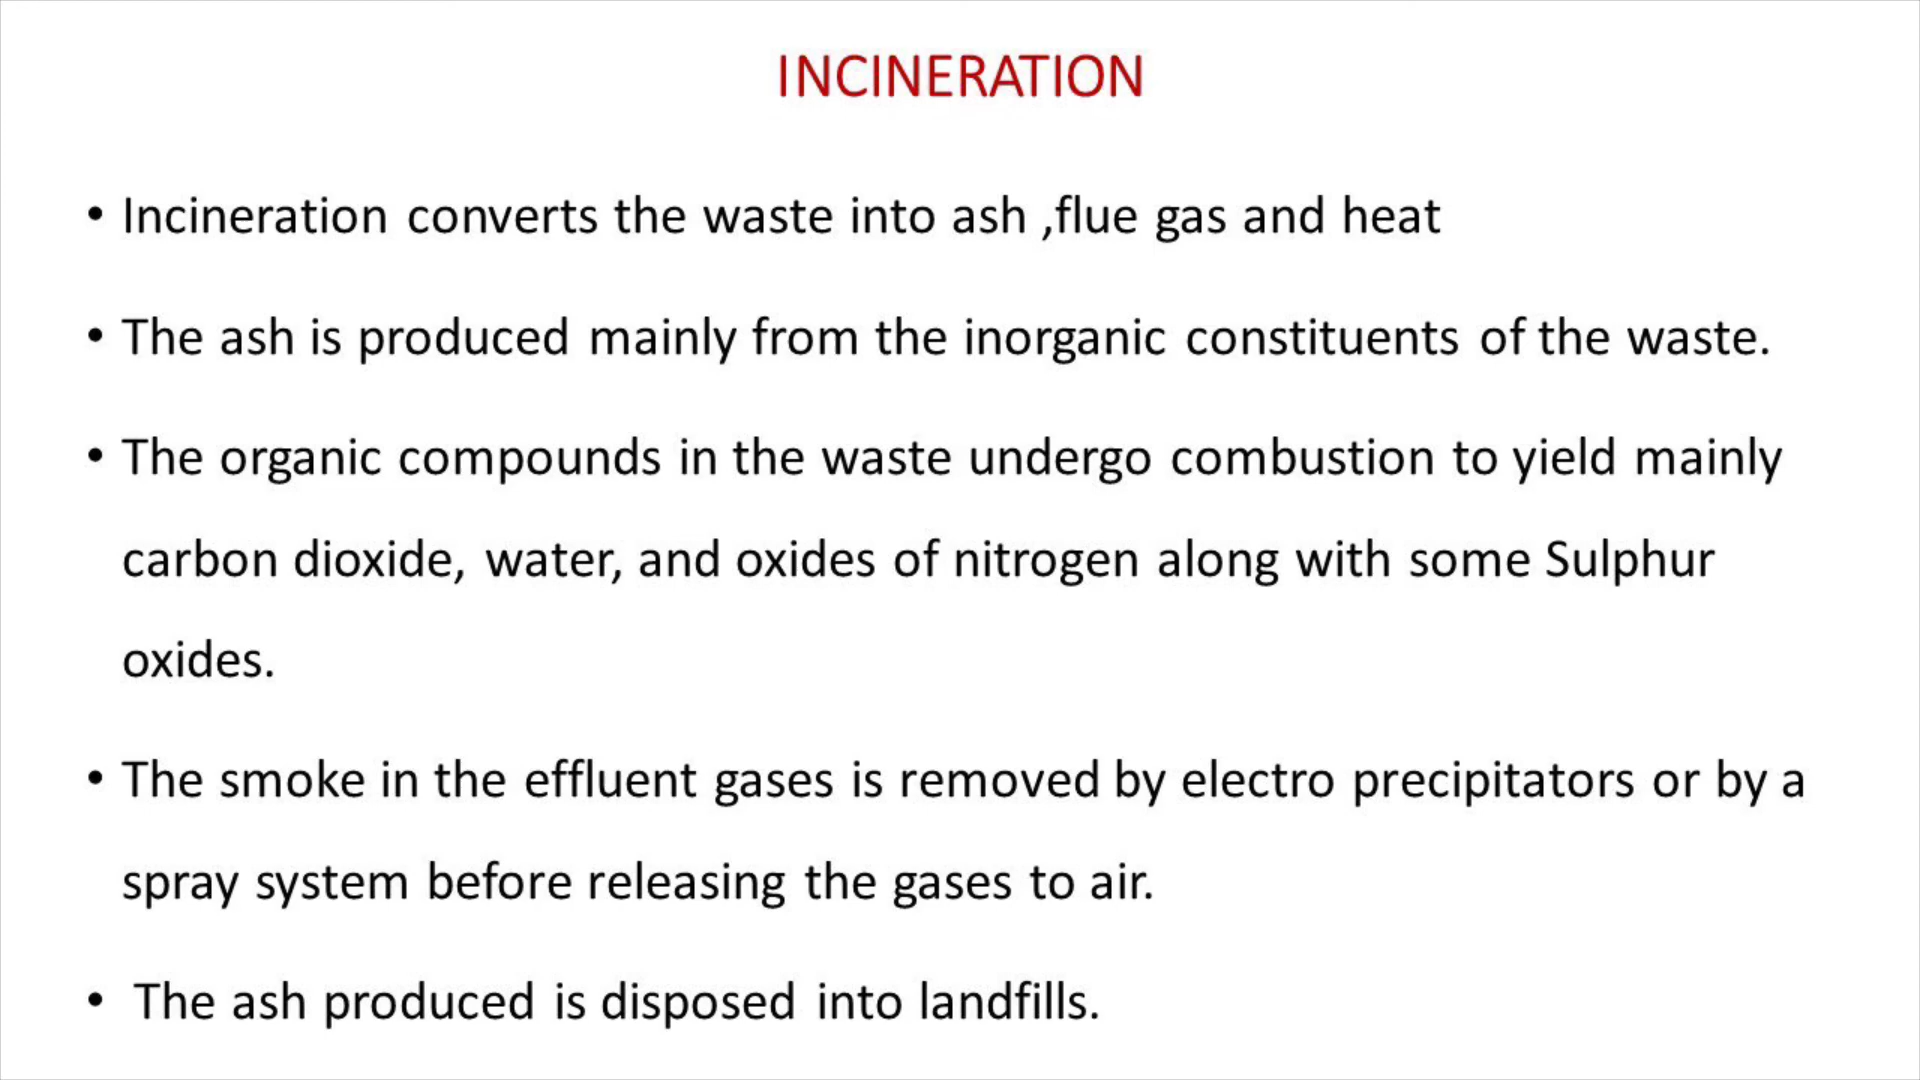 INCINERATION
• Incineration converts the waste into ash ,flue gas and heat
• The ash is produced mainly from the inorganic constituents of the waste.
• The organic compounds in the waste undergo combustion to yield mainly
carbon dioxide, water, and oxides of nitrogen along with some Sulphur
oxides.
• The smoke in the effluent gases is removed by electro precipitators or by a
spray system before releasing the gases to air.
• The ash produced is disposed into landfills.